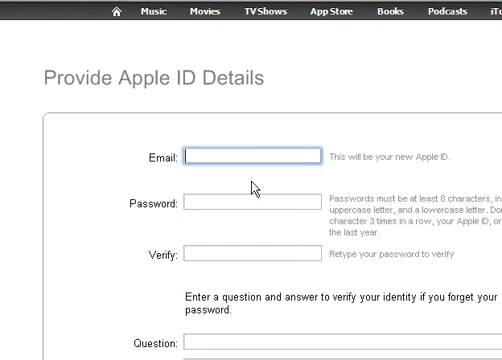 Music Movies TV Shows App Store Books Podcasts
Provide Apple ID Details
Email: This will be your new Apple ID.
Password: Passwords must be at least 8 characters,
uppercase letter, and a lowercase letter.
character 3 times in a row, your Apple ID, or
the last year.
Verify: Retype your password to verify
Enter a question and answer to verify your identity if you forget your
password.
Question: